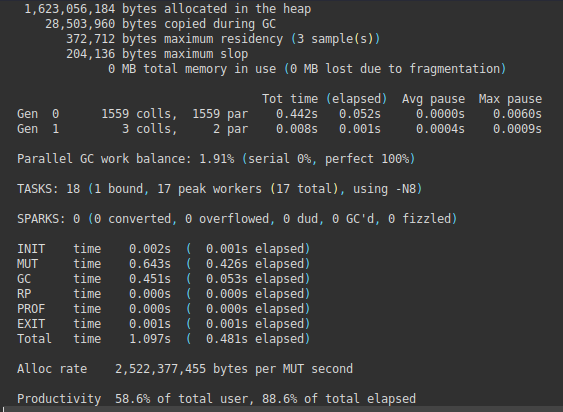 1,623,056,184 bytes allocated in the heap
28,503,960 bytes copied during GC
372,712 bytes maximum residency (3 sample(s))
204,136 bytes maximum slop
0 MB total memory in use (0 MB lost due to fragmentation)
Tot time (elapsed)  Avg pause  Max pause
Gen  0      1559 colls,  1559 par    0.442s   0.052s     0.0000s    0.0060s
Gen  1         3 colls,     2 par    0.008s   0.001s     0.0004s    0.0009s
Parallel GC work balance: 1.91% (serial 0%, perfect 100%)
TASKS: 18 (1 bound, 17 peak workers (17 total), using -N8)
SPARKS: 0 (0 converted, 0 overflowed, 0 dud, 0 GC'd, 0 fizzled)
INIT    time    0.002s  (  0.001s elapsed)
MUT     time    0.643s  (  0.426s elapsed)
GC      time    0.451s  (  0.053s elapsed)
RP      time    0.000s  (  0.000s elapsed)
PROF    time    0.000s  (  0.000s elapsed)
EXIT    time    0.001s  (  0.001s elapsed)
Total   time    1.097s  (  0.481s elapsed)
Alloc rate    2,522,377,455 bytes per MUT second
Productivity  58.6% of total user, 88.6% of total elapsed